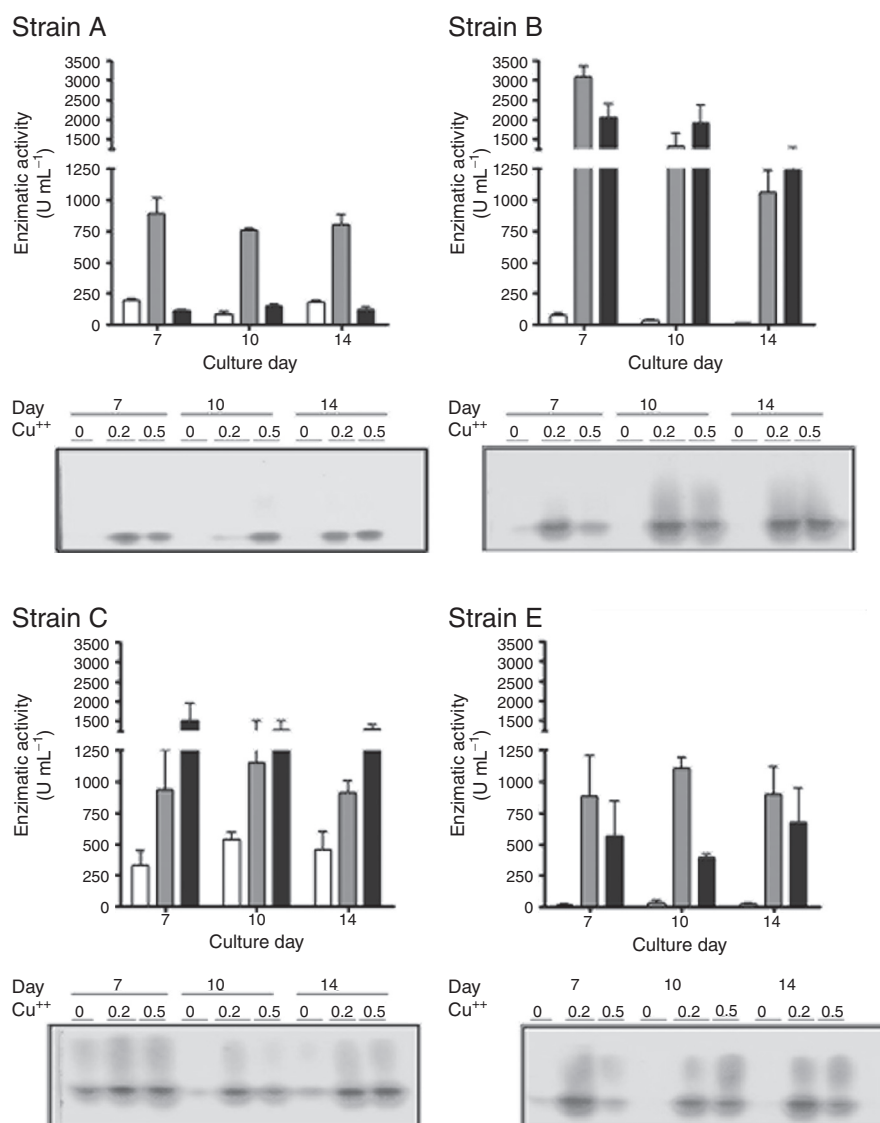 Strain A
3500
3000
2500
2000
1500
1250
1000
750
500
250
0
Enzimatic activity
(U mL⁻¹)
7 10 14
Culture day
Day 7 10 14
Cu⁺⁺ 0 0.2 0.5 0 0.2 0.5 0 0.2 0.5
Strain B
3500
3000
2500
2000
1500
1250
1000
750
500
250
0
Enzimatic activity
(U mL⁻¹)
7 10 14
Culture day
Day 7 10 14
Cu⁺⁺ 0 0.2 0.5 0 0.2 0.5 0 0.2 0.5
Strain C
3500
3000
2500
2000
1500
1250
1000
750
500
250
0
Enzimatic activity
(U mL⁻¹)
7 10 14
Culture day
Day 7 10 14
Cu⁺⁺ 0 0.2 0.5 0 0.2 0.5 0 0.2 0.5
Strain E
3500
3000
2500
2000
1500
1250
1000
750
500
250
0
Enzimatic activity
(U mL⁻¹)
7 10 14
Culture day
Day 7 10 14
Cu⁺⁺ 0 0.2 0.5 0 0.2 0.5 0 0.2 0.5